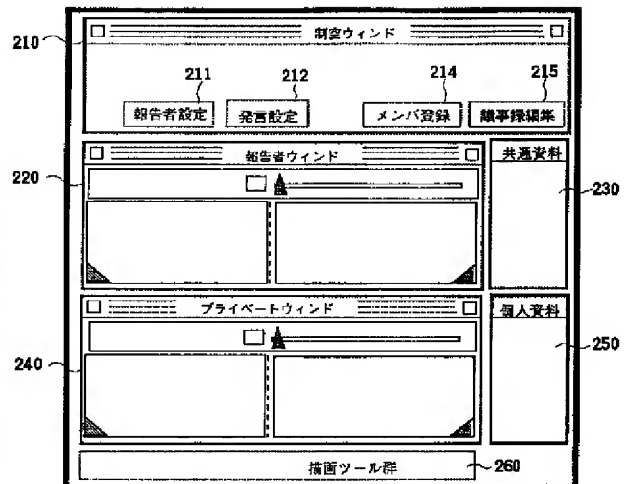 210
制空ウィンド
211
212
214
215
報告者設定
発言設定
メンバ登録
議事録編集
220
報告者ウィンド
共通資料
230
240
プライベートウィンド
個人資料
250
描画ツール群
260